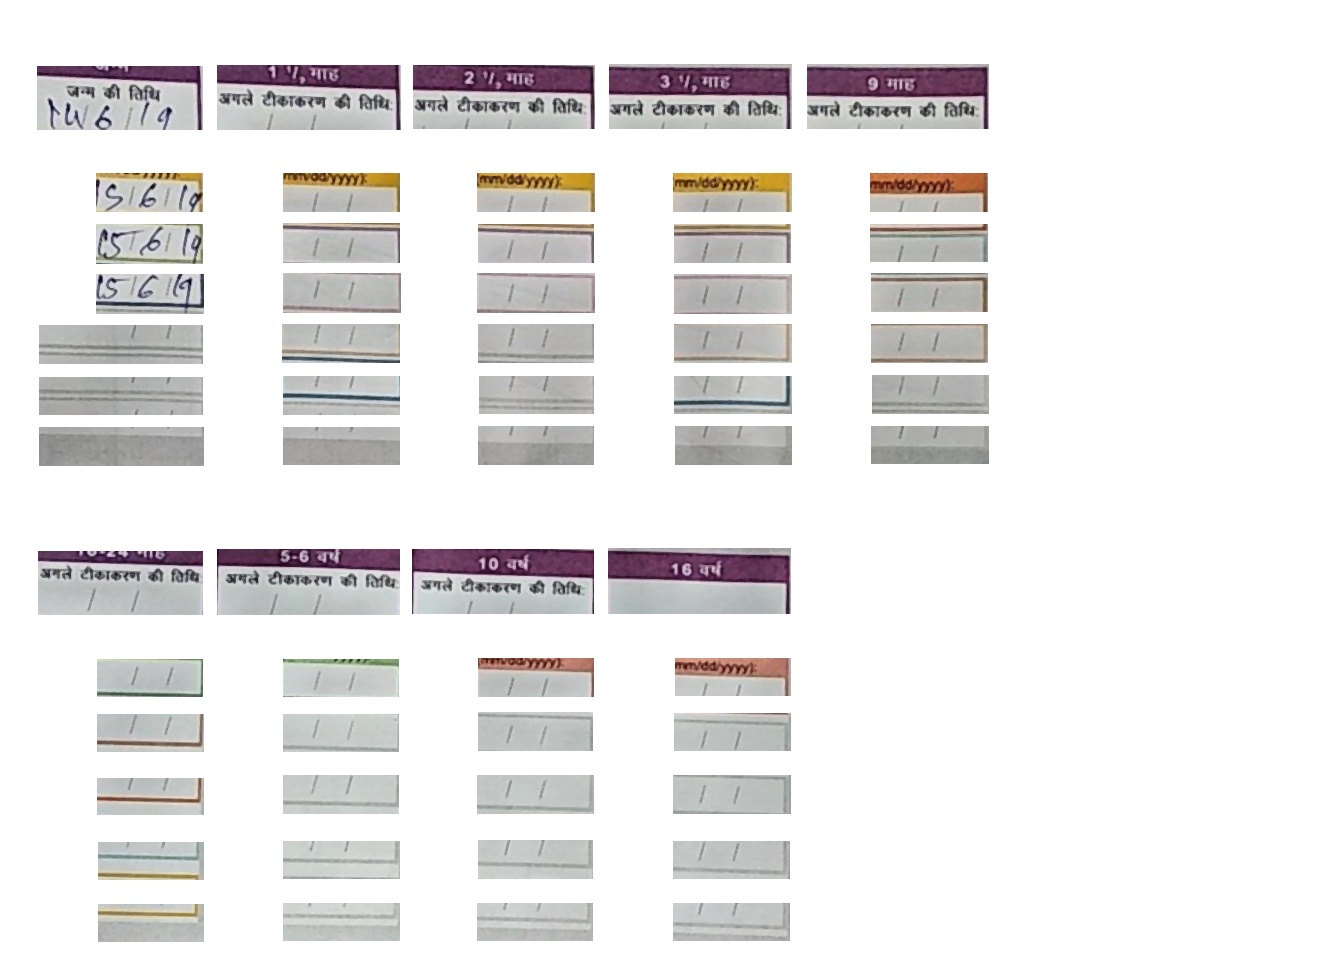 1 1/2 माह
2 1/2 माह
3 1/2 माह
9 माह
जन्म की तिथि
अगले टीकाकरण की तिथि:
अगले टीकाकरण की तिथि:
अगले टीकाकरण की तिथि:
अगले टीकाकरण की तिथि:
6/19
(mm/dd/yyyy):
(mm/dd/yyyy):
(mm/dd/yyyy):
(mm/dd/yyyy):
15/6/19
15/6/19
15/6/19
16-24 माह
5-6 वर्ष
10 वर्ष
16 वर्ष
अगले टीकाकरण की तिथि
अगले टीकाकरण की तिथि:
अगले टीकाकरण की तिथि:
(mm/dd/yyyy):
(mm/dd/yyyy):